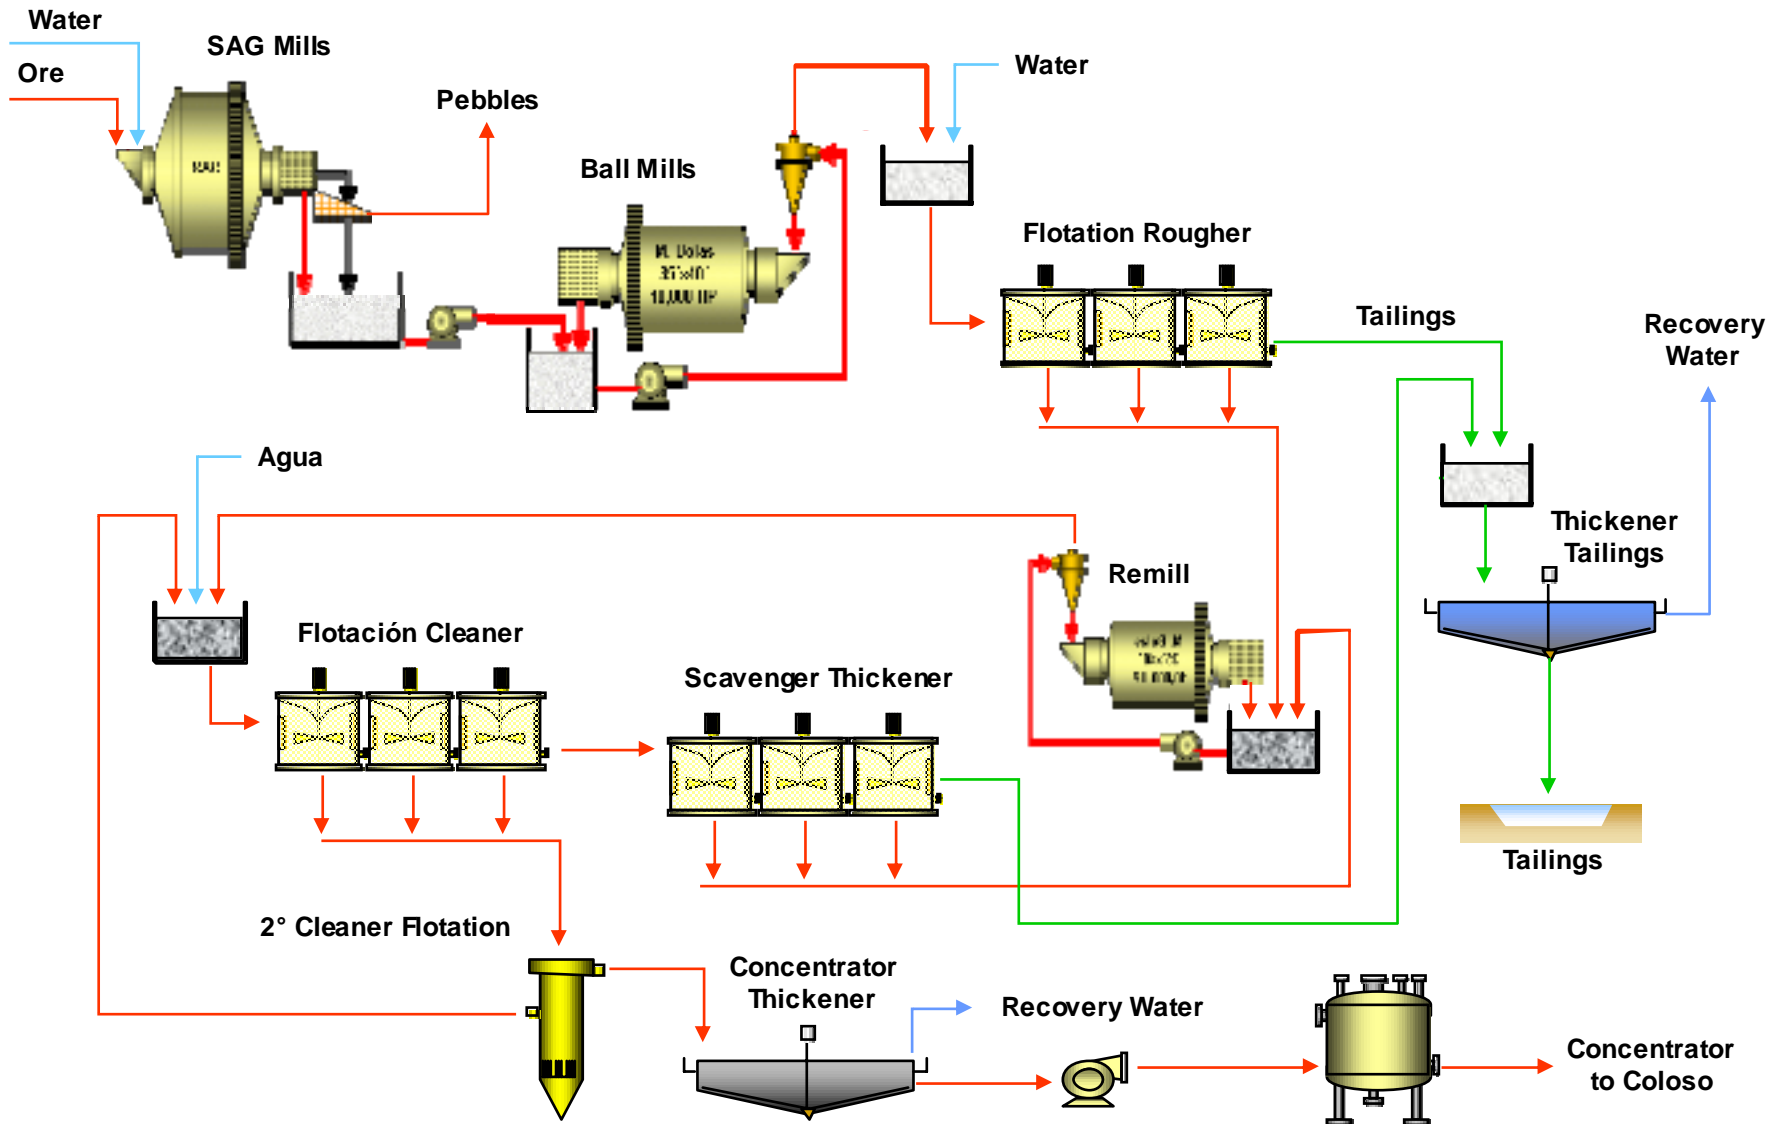 Water
SAG Mills
Ore
Pebbles
Water
Ball Mills
Flotation Rougher
Tailings
Recovery
Water
Agua
Thickener
Tailings
Remill
Flotación Cleaner
Scavenger Thickener
Tailings
2° Cleaner Flotation
Concentrator
Thickener
Recovery Water
Concentrator
to Coloso